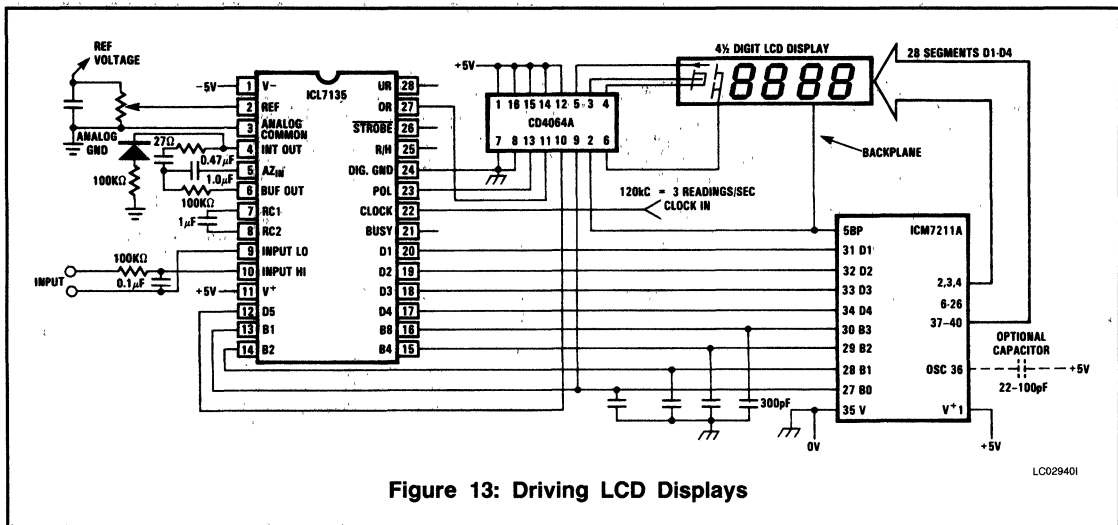 REF
VOLTAGE
-5V
ANALOG
GND
27Ω
0.47µF
1.0µF
100KΩ
100KΩ
1µF
100KΩ
INPUT
0.1µF
+5V
ICL7135
1 V-
2 REF
3 ANALOG
COMMON
4 INT OUT
5 AZIN
6 BUF OUT
7 RC1
8 RC2
9 INPUT LO
10 INPUT HI
11 V+
12 D5
13 B1
14 B2
UR 28
OR 27
STROBE 26
R/H 25
DIG. GND 24
POL 23
CLOCK 22
BUSY 21
D1 20
D2 19
D3 18
D4 17
B8 16
B4 15
+5V
1 16 15 14 12 5 3 4
CD4064A
7 8 13 11 10 9 2 6
4½ DIGIT LCD DISPLAY
8888
28 SEGMENTS D1-D4
BACKPLANE
120kC = 3 READINGS/SEC
CLOCK IN
300pF
ICM7211A
5BP
31 D1
32 D2
33 D3
34 D4
30 B3
29 B2
28 B1
27 B0
35 V
2,3,4
6-26
37-40
OSC 36
V+ 1
OPTIONAL
CAPACITOR
+5V
22-100pF
0V
+5V
LC02940I
Figure 13: Driving LCD Displays